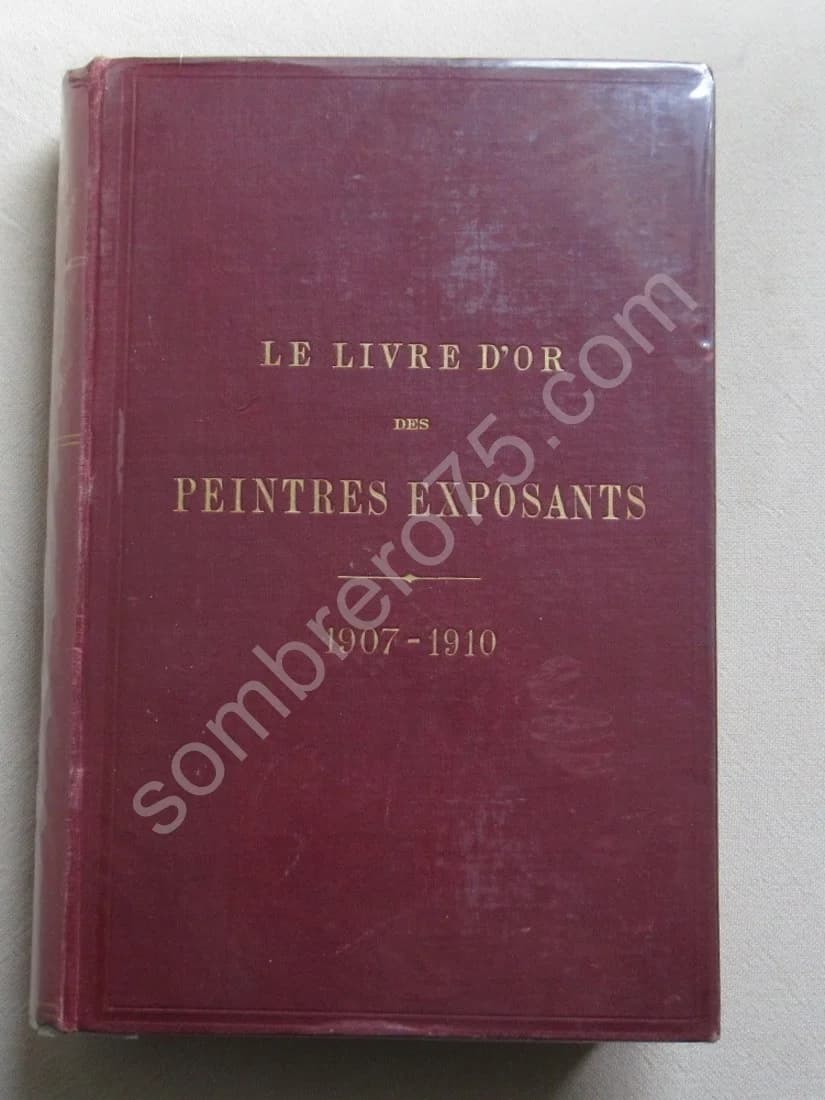 LE LIVRE D'OR
DES
PEINTRES EXPOSANTS
1907-1910
sombrero75.com